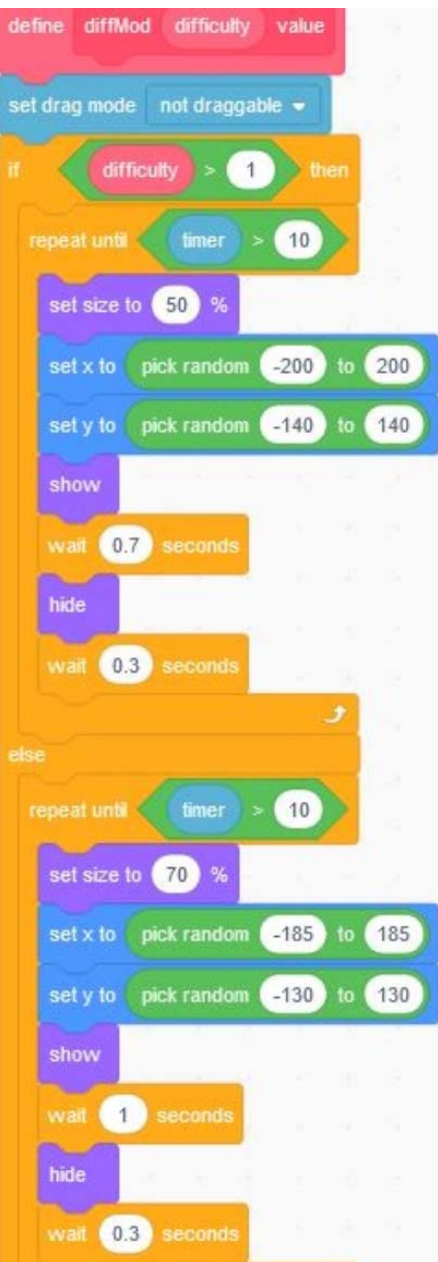 define diffMod difficulty value
set drag mode not draggable
if difficulty > 1 then
repeat until timer > 10
set size to 50 %
set x to pick random -200 to 200
set y to pick random -140 to 140
show
wait 0.7 seconds
hide
wait 0.3 seconds
else
repeat until timer > 10
set size to 70 %
set x to pick random -185 to 185
set y to pick random -130 to 130
show
wait 1 seconds
hide
wait 0.3 seconds